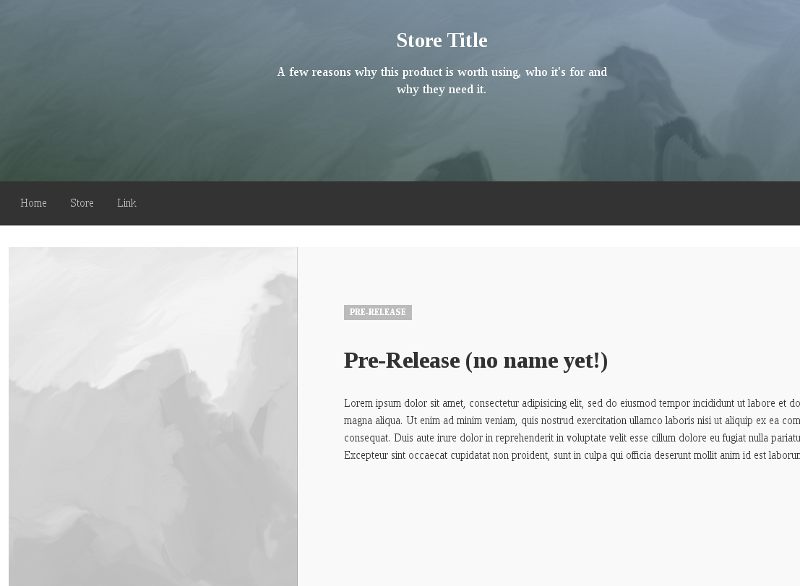 Store Title
A few reasons why this product is worth using, who it's for and
why they need it.
Home Store Link
PRE-RELEASE
Pre-Release (no name yet!)
Lorem ipsum dolor sit amet, consectetur adipisicing elit, sed do eiusmod tempor incididunt ut labore et do
magna aliqua. Ut enim ad minim veniam, quis nostrud exercitation ullamco laboris nisi ut aliquip ex ea com
consequat. Duis aute irure dolor in reprehenderit in voluptate velit esse cillum dolore eu fugiat nulla pariatu
Excepteur sint occaecat cupidatat non proident, sunt in culpa qui officia deserunt mollit anim id est laborum